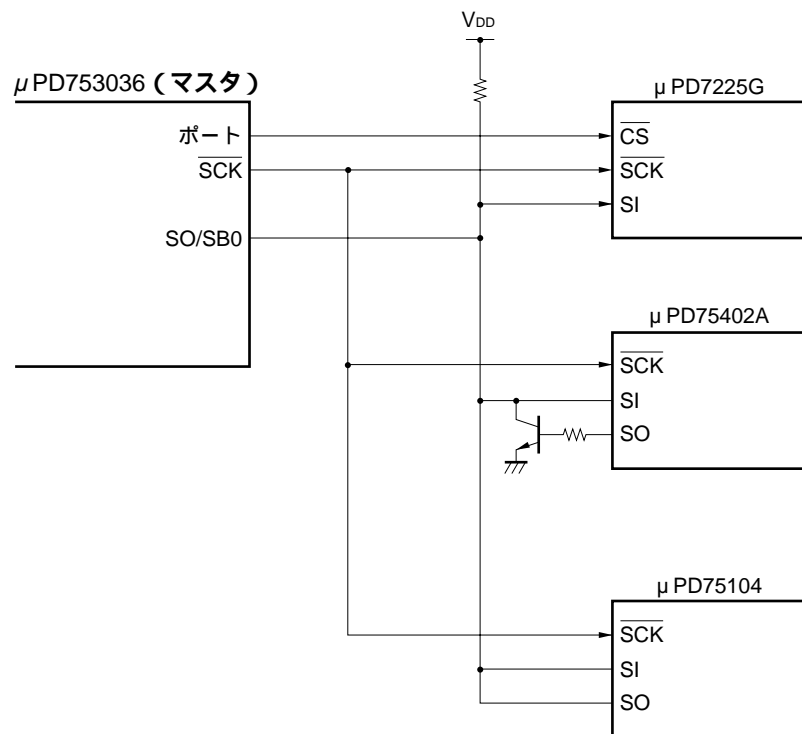 VDD
μPD753036（マスタ）
ポート
SCK
SO/SB0
μPD7225G
CS
SCK
SI
μPD75402A
SCK
SI
SO
μPD75104
SCK
SI
SO